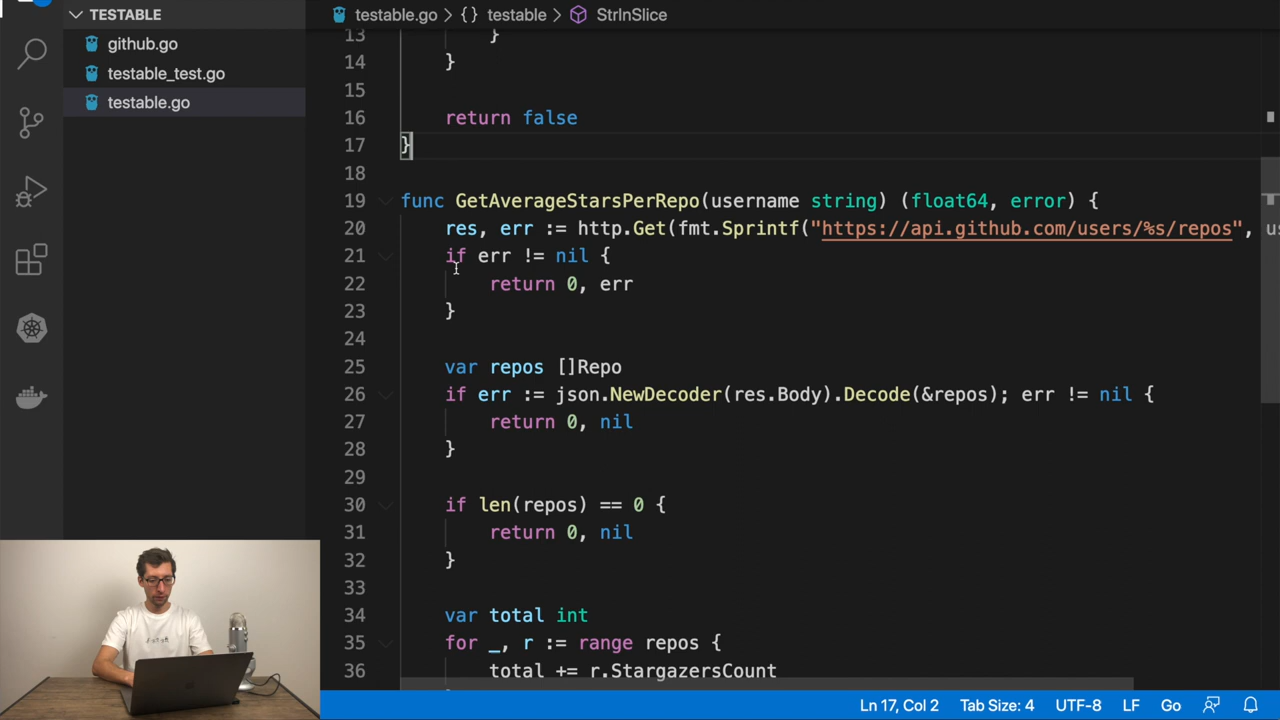 TESTABLE
github.go
testable_test.go
testable.go
testable.go > {} testable > StrInSlice
13 }
14 }
15
16 return false
17 }
18
19 func GetAverageStarsPerRepo(username string) (float64, error) {
20 res, err := http.Get(fmt.Sprintf("https://api.github.com/users/%s/repos", us
21 if err != nil {
22 return 0, err
23 }
24
25 var repos []Repo
26 if err := json.NewDecoder(res.Body).Decode(&repos); err != nil {
27 return 0, nil
28 }
29
30 if len(repos) == 0 {
31 return 0, nil
32 }
33
34 var total int
35 for _, r := range repos {
36 total += r.StargazersCount
Ln 17, Col 2 Tab Size: 4 UTF-8 LF Go